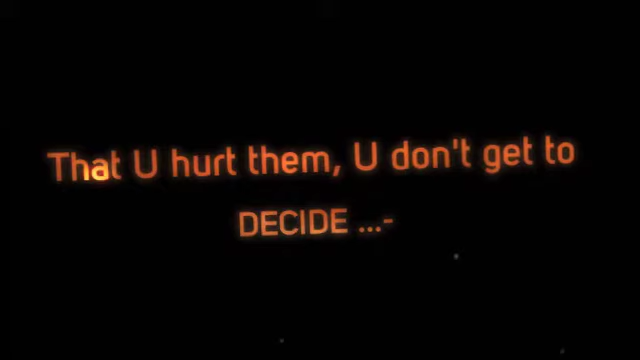 That U hurt them, U don't get to
DECIDE ...-